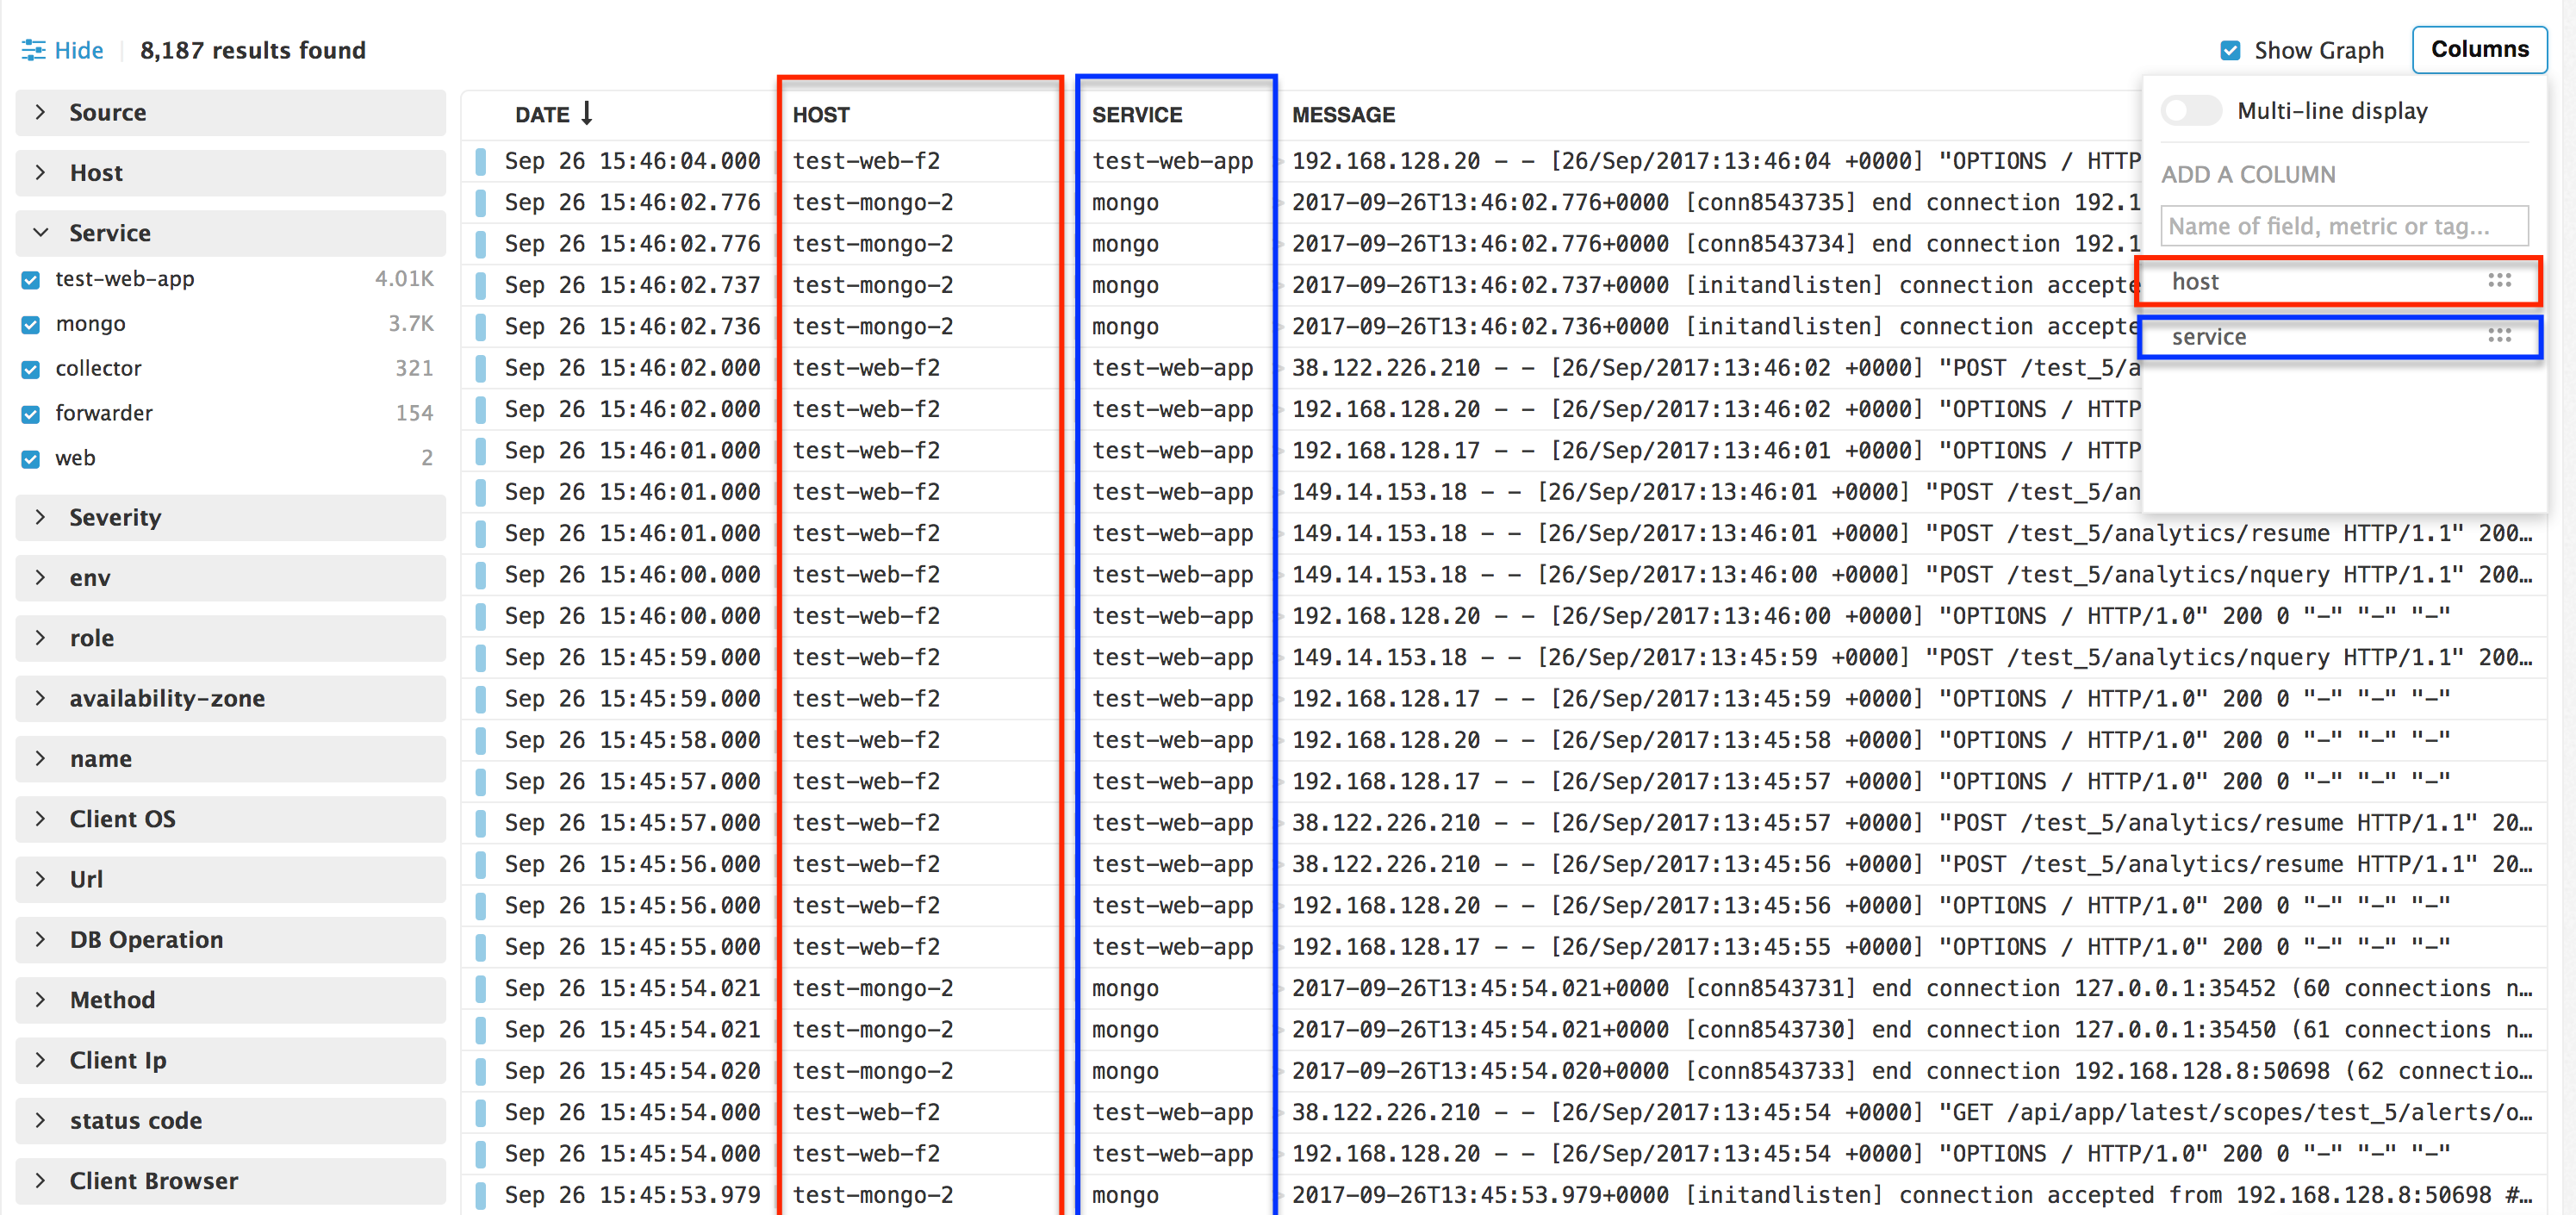 Hide 8,187 results found Show Graph Columns
Source
Host
Service
test-web-app 4.01K
mongo 3.7K
collector 321
forwarder 154
web 2
Severity
env
role
availability-zone
name
Client OS
Url
DB Operation
Method
Client Ip
status code
Client Browser
DATE ↓ HOST SERVICE MESSAGE
Sep 26 15:46:04.000 test-web-f2 test-web-app 192.168.128.20 - - [26/Sep/2017:13:46:04 +0000] "OPTIONS / HTTP
Sep 26 15:46:02.776 test-mongo-2 mongo 2017-09-26T13:46:02.776+0000 [conn8543735] end connection 192.1
Sep 26 15:46:02.776 test-mongo-2 mongo 2017-09-26T13:46:02.776+0000 [conn8543734] end connection 192.1
Sep 26 15:46:02.737 test-mongo-2 mongo 2017-09-26T13:46:02.737+0000 [initandlisten] connection accepte
Sep 26 15:46:02.736 test-mongo-2 mongo 2017-09-26T13:46:02.736+0000 [initandlisten] connection accepte
Sep 26 15:46:02.000 test-web-f2 test-web-app 38.122.226.210 - - [26/Sep/2017:13:46:02 +0000] "POST /test_5/a
Sep 26 15:46:02.000 test-web-f2 test-web-app 192.168.128.20 - - [26/Sep/2017:13:46:02 +0000] "OPTIONS / HTTP
Sep 26 15:46:01.000 test-web-f2 test-web-app 192.168.128.17 - - [26/Sep/2017:13:46:01 +0000] "OPTIONS / HTTP
Sep 26 15:46:01.000 test-web-f2 test-web-app 149.14.153.18 - - [26/Sep/2017:13:46:01 +0000] "POST /test_5/an
Sep 26 15:46:01.000 test-web-f2 test-web-app 149.14.153.18 - - [26/Sep/2017:13:46:01 +0000] "POST /test_5/analytics/resume HTTP/1.1" 200…
Sep 26 15:46:00.000 test-web-f2 test-web-app 149.14.153.18 - - [26/Sep/2017:13:46:00 +0000] "POST /test_5/analytics/nquery HTTP/1.1" 200…
Sep 26 15:46:00.000 test-web-f2 test-web-app 192.168.128.20 - - [26/Sep/2017:13:46:00 +0000] "OPTIONS / HTTP/1.0" 200 0 "-" "-" "-"
Sep 26 15:45:59.000 test-web-f2 test-web-app 149.14.153.18 - - [26/Sep/2017:13:45:59 +0000] "POST /test_5/analytics/nquery HTTP/1.1" 200…
Sep 26 15:45:59.000 test-web-f2 test-web-app 192.168.128.17 - - [26/Sep/2017:13:45:59 +0000] "OPTIONS / HTTP/1.0" 200 0 "-" "-" "-"
Sep 26 15:45:58.000 test-web-f2 test-web-app 192.168.128.20 - - [26/Sep/2017:13:45:58 +0000] "OPTIONS / HTTP/1.0" 200 0 "-" "-" "-"
Sep 26 15:45:57.000 test-web-f2 test-web-app 192.168.128.17 - - [26/Sep/2017:13:45:57 +0000] "OPTIONS / HTTP/1.0" 200 0 "-" "-" "-"
Sep 26 15:45:57.000 test-web-f2 test-web-app 38.122.226.210 - - [26/Sep/2017:13:45:57 +0000] "POST /test_5/analytics/resume HTTP/1.1" 20…
Sep 26 15:45:56.000 test-web-f2 test-web-app 38.122.226.210 - - [26/Sep/2017:13:45:56 +0000] "POST /test_5/analytics/resume HTTP/1.1" 20…
Sep 26 15:45:56.000 test-web-f2 test-web-app 192.168.128.20 - - [26/Sep/2017:13:45:56 +0000] "OPTIONS / HTTP/1.0" 200 0 "-" "-" "-"
Sep 26 15:45:55.000 test-web-f2 test-web-app 192.168.128.17 - - [26/Sep/2017:13:45:55 +0000] "OPTIONS / HTTP/1.0" 200 0 "-" "-" "-"
Sep 26 15:45:54.021 test-mongo-2 mongo 2017-09-26T13:45:54.021+0000 [conn8543731] end connection 127.0.0.1:35452 (60 connections n…
Sep 26 15:45:54.021 test-mongo-2 mongo 2017-09-26T13:45:54.021+0000 [conn8543730] end connection 127.0.0.1:35450 (61 connections n…
Sep 26 15:45:54.020 test-mongo-2 mongo 2017-09-26T13:45:54.020+0000 [conn8543733] end connection 192.168.128.8:50698 (62 connectio…
Sep 26 15:45:54.000 test-web-f2 test-web-app 38.122.226.210 - - [26/Sep/2017:13:45:54 +0000] "GET /api/app/latest/scopes/test_5/alerts/o…
Sep 26 15:45:54.000 test-web-f2 test-web-app 192.168.128.20 - - [26/Sep/2017:13:45:54 +0000] "OPTIONS / HTTP/1.0" 200 0 "-" "-" "-"
Sep 26 15:45:53.979 test-mongo-2 mongo 2017-09-26T13:45:53.979+0000 [initandlisten] connection accepted from 192.168.128.8:50698 #…
Multi-line display
ADD A COLUMN
Name of field, metric or tag...
host
service